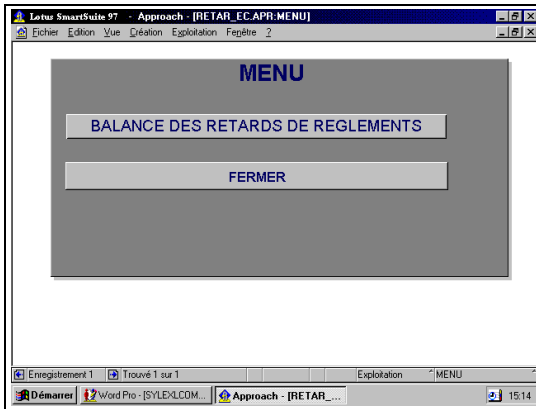 Lotus SmartSuite 97 - Approach - [RETAR_EC.APR:MENU]
Fichier Edition Vue Création Exploitation Fenêtre ?
MENU
BALANCE DES RETARDS DE REGLEMENTS
FERMER
Enregistrement 1 Trouvé 1 sur 1 Exploitation MENU
Démarrer Word Pro - [SYLEXLCOM... Approach - [RETAR_... 15:14